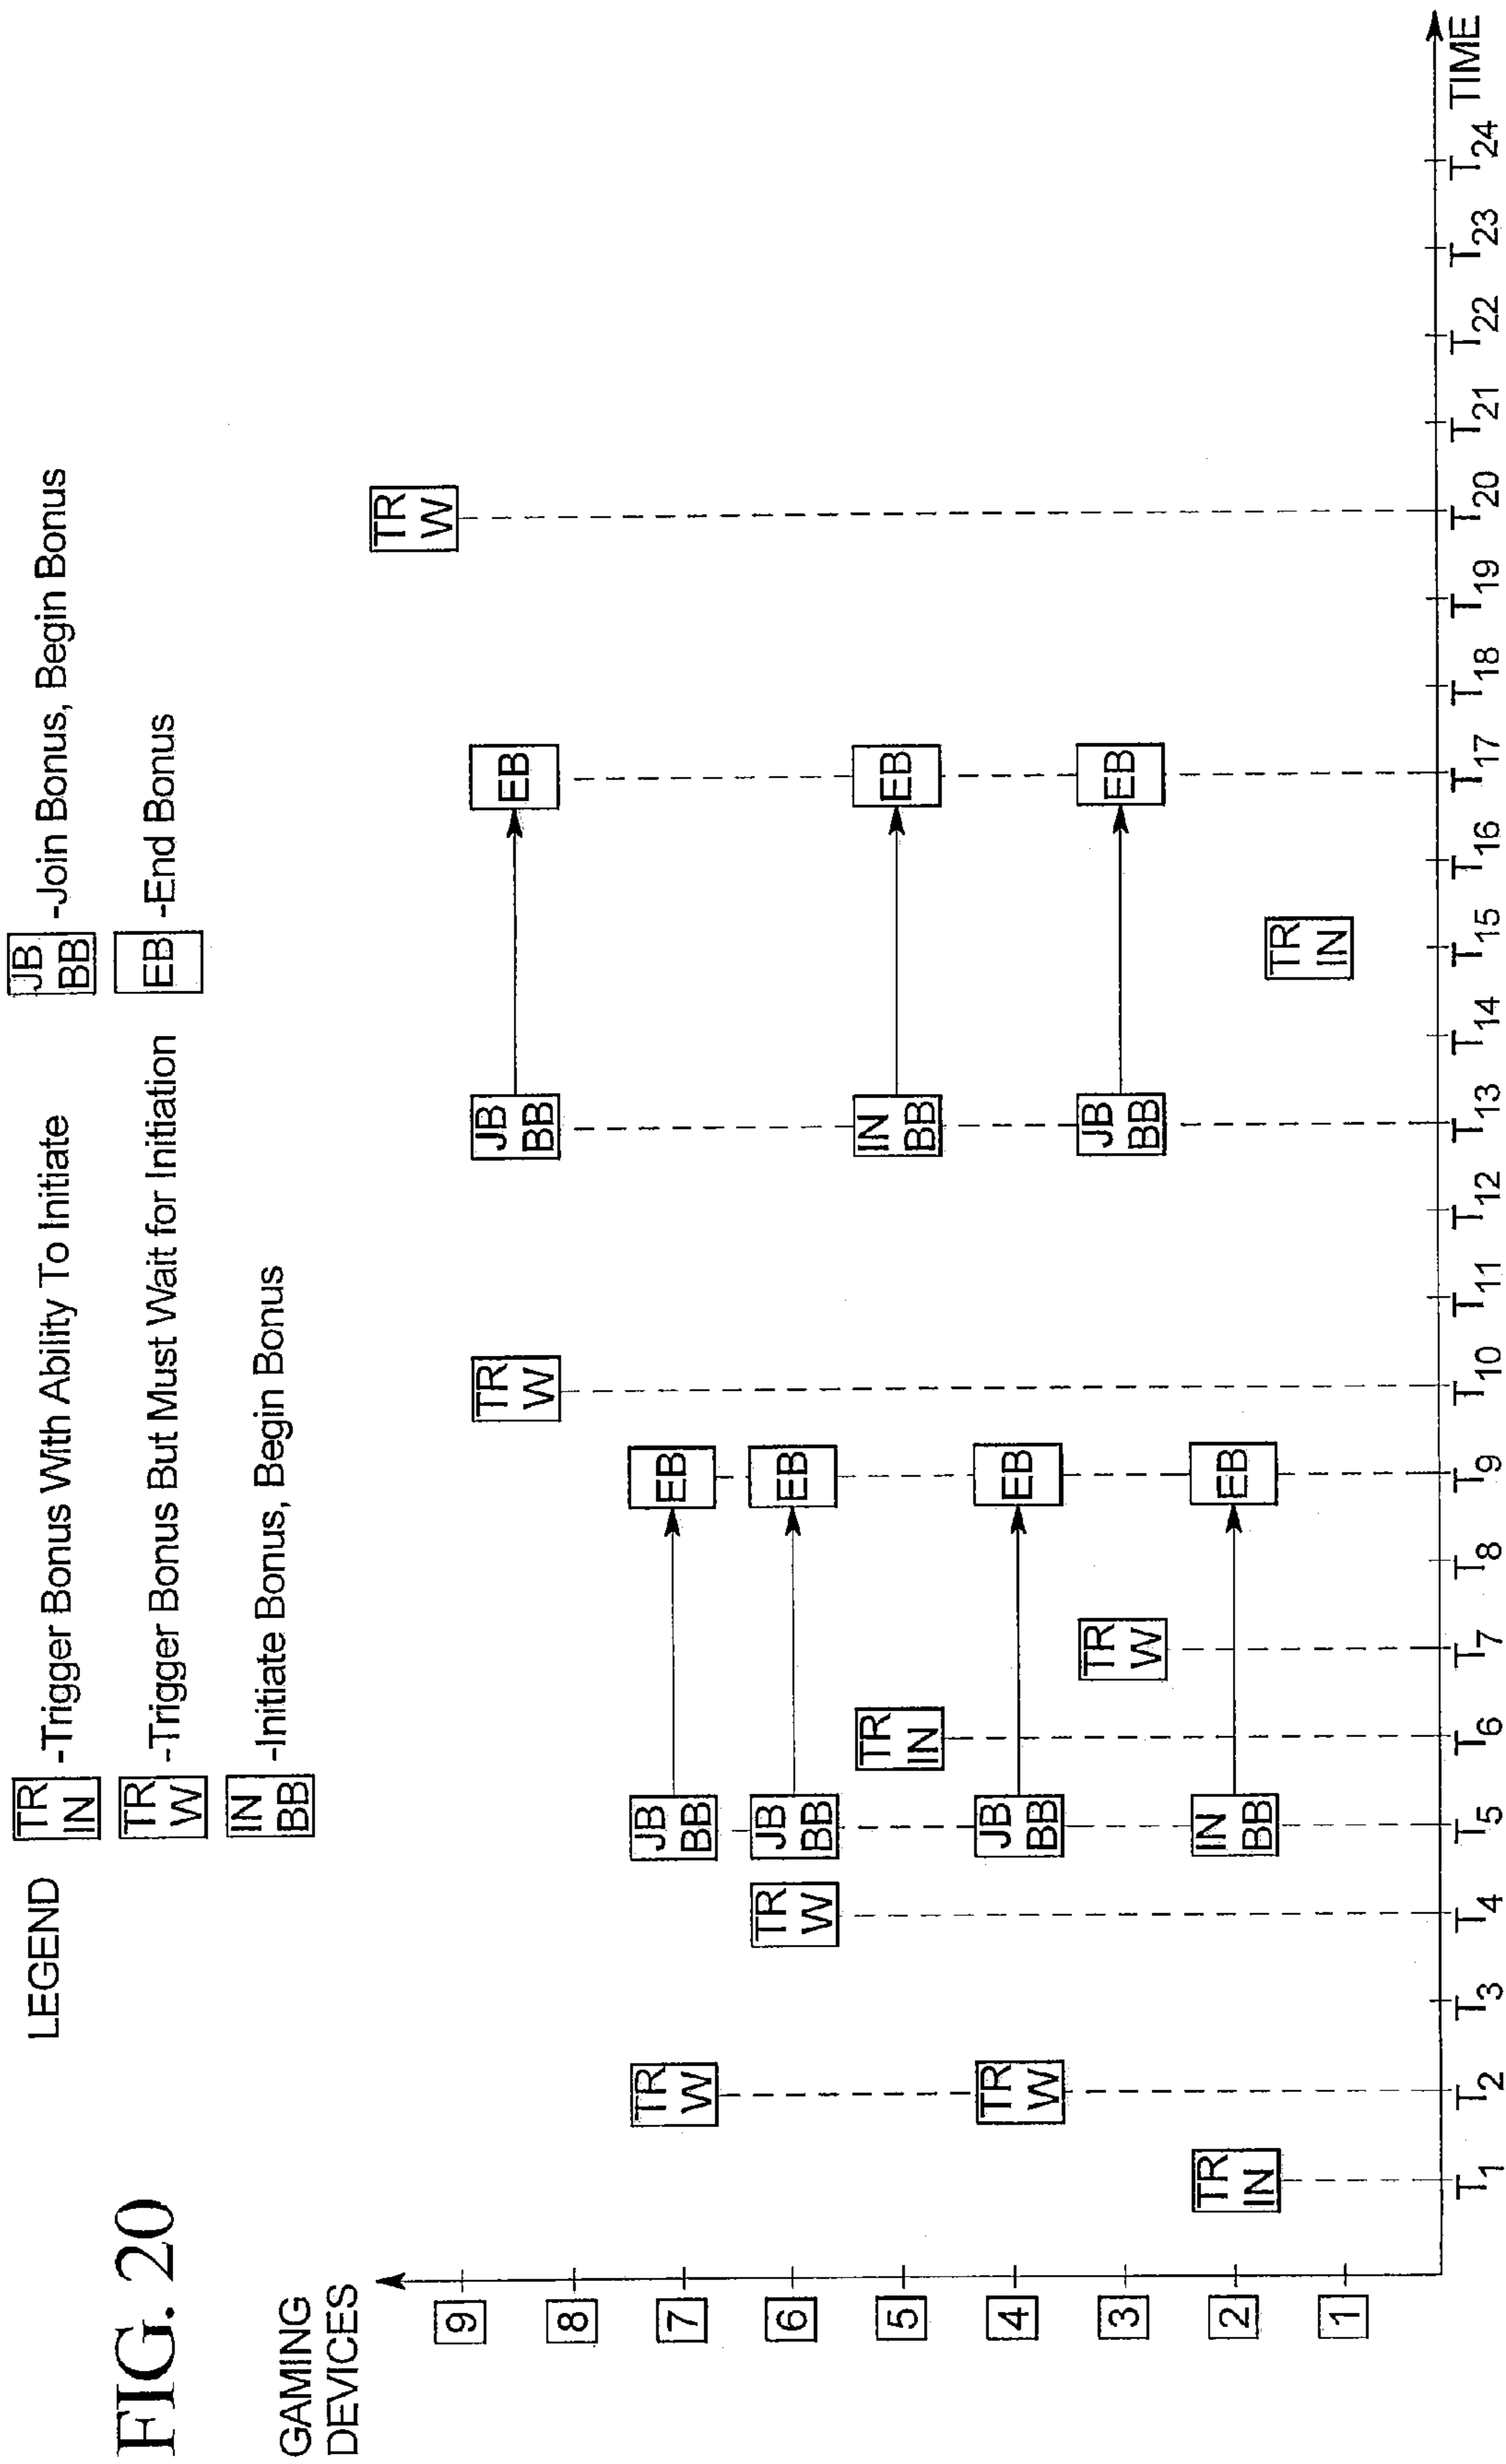 FIG. 20
LEGEND
TR IN -Trigger Bonus With Ability To Initiate
TR W -Trigger Bonus But Must Wait for Initiation
IN BB -Initiate Bonus, Begin Bonus
JB BB -Join Bonus, Begin Bonus
EB -End Bonus
GAMING
DEVICES
9
TR W
8
TR W
JB BB
EB
7
TR W
JB BB
EB
6
TR W
JB BB
EB
5
TR IN
IN BB
EB
4
TR W
JB BB
EB
3
TR W
JB BB
EB
2
TR IN
IN BB
EB
1
TR IN
T1 T2 T3 T4 T5 T6 T7 T8 T9 T10 T11 T12 T13 T14 T15 T16 T17 T18 T19 T20 T21 T22 T23 T24 TIME